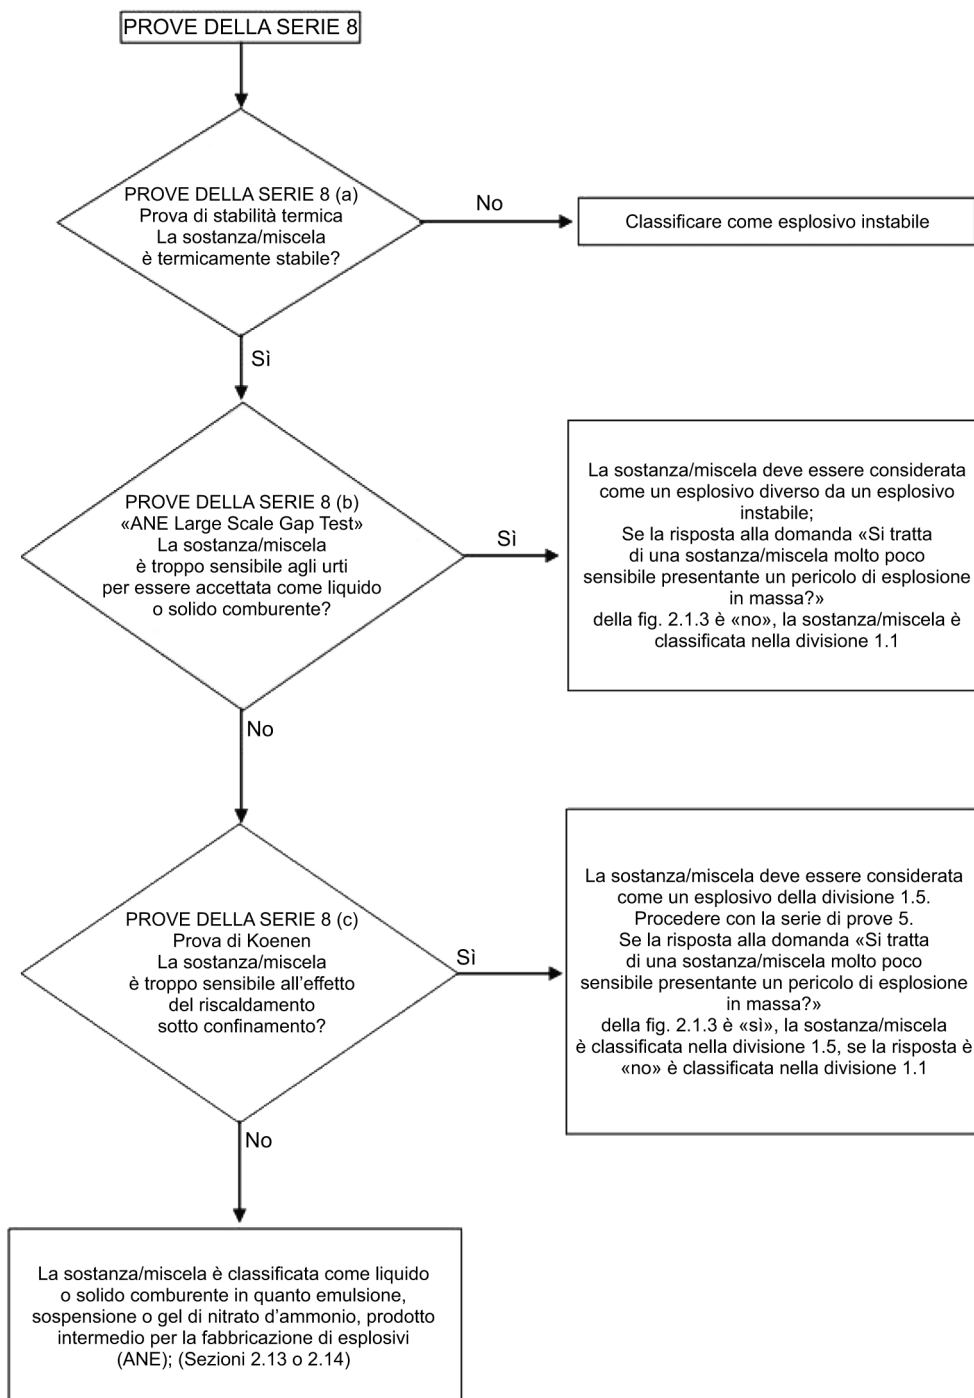 PROVE DELLA SERIE 8
PROVE DELLA SERIE 8 (a)
Prova di stabilità termica
La sostanza/miscela
è termicamente stabile?
No
Classificare come esplosivo instabile
Sì
PROVE DELLA SERIE 8 (b)
«ANE Large Scale Gap Test»
La sostanza/miscela
è troppo sensibile agli urti
per essere accettata come liquido
o solido comburente?
Sì
La sostanza/miscela deve essere considerata
come un esplosivo diverso da un esplosivo
instabile;
Se la risposta alla domanda «Si tratta
di una sostanza/miscela molto poco
sensibile presentante un pericolo di esplosione
in massa?»
della fig. 2.1.3 è «no», la sostanza/miscela è
classificata nella divisione 1.1
No
PROVE DELLA SERIE 8 (c)
Prova di Koenen
La sostanza/miscela
è troppo sensibile all'effetto
del riscaldamento
sotto confinamento?
Sì
La sostanza/miscela deve essere considerata
come un esplosivo della divisione 1.5.
Procedere con la serie di prove 5.
Se la risposta alla domanda «Si tratta
di una sostanza/miscela molto poco
sensibile presentante un pericolo di esplosione
in massa?»
della fig. 2.1.3 è «sì», la sostanza/miscela
è classificata nella divisione 1.5, se la risposta è
«no» è classificata nella divisione 1.1
No
La sostanza/miscela è classificata come liquido
o solido comburente in quanto emulsione,
sospensione o gel di nitrato d'ammonio, prodotto
intermedio per la fabbricazione di esplosivi
(ANE); (Sezioni 2.13 o 2.14)